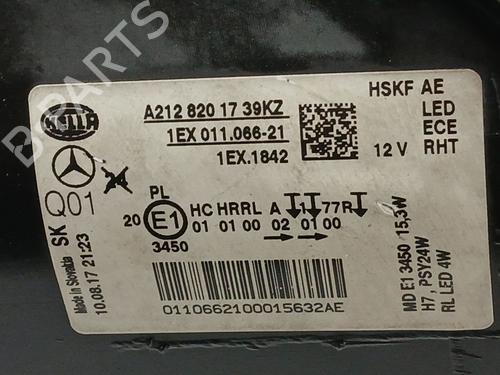 B PARTS
HELLA
A212 820 17 39KZ
1EX 011.066-21
1EX.1842
HSKF AE
LED
ECE
12 V RHT
Q01
SK
Made In Slovakia
10.08.17 21:23
PL
20 E1 HC HRRL A 77R
3450 01 01 00 02 01 00
MD E1 3450 15,3W
H7, PSY24W
RL LED 4W
0110662100015632AE